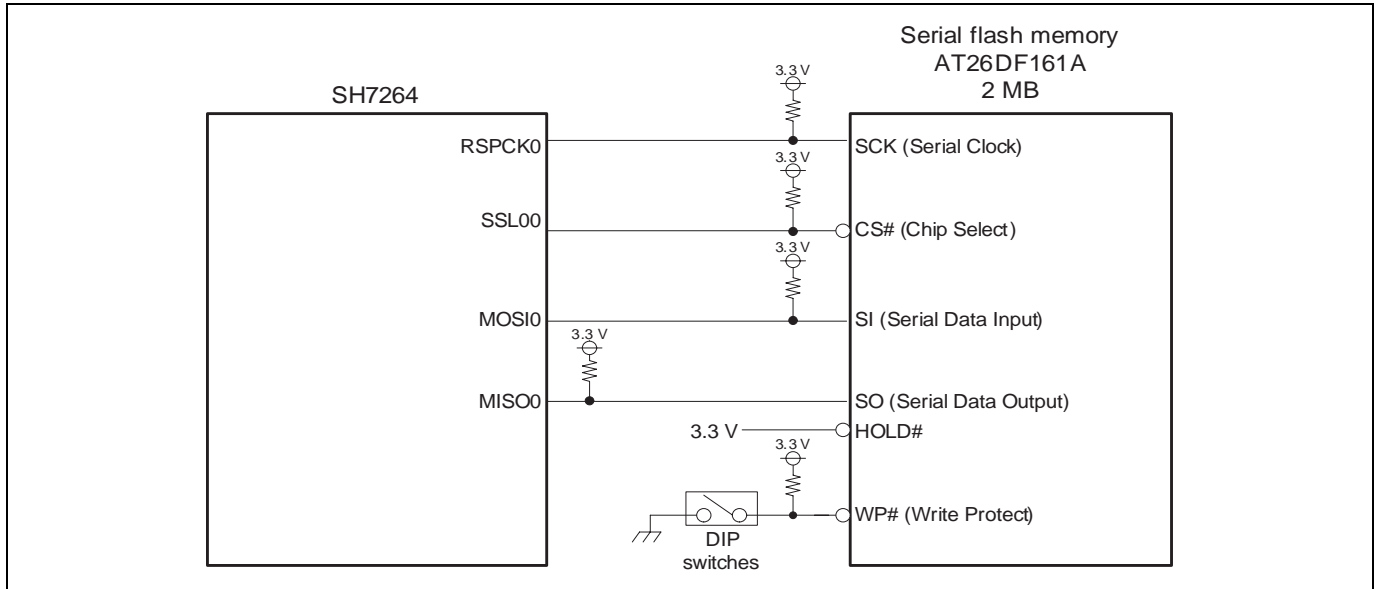 Serial flash memory
AT26DF161A
2 MB
SH7264
3.3 V
RSPCK0
SCK (Serial Clock)
3.3 V
SSL00
CS# (Chip Select)
3.3 V
MOSI0
SI (Serial Data Input)
3.3 V
MISO0
SO (Serial Data Output)
3.3 V
HOLD#
3.3 V
WP# (Write Protect)
DIP
switches